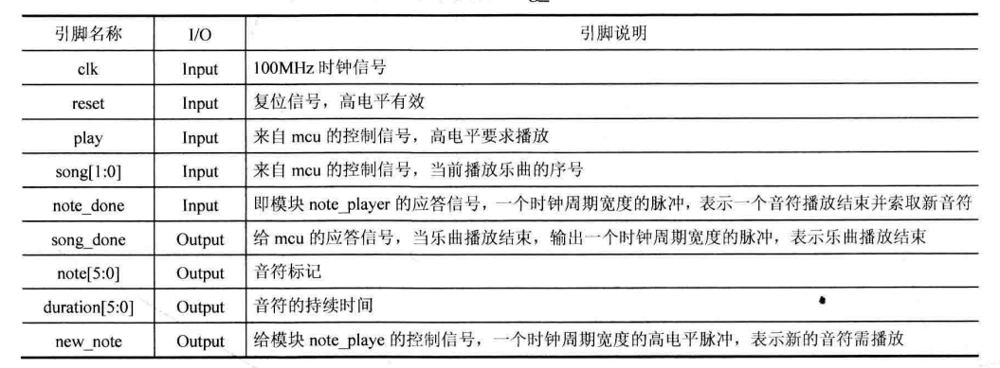 引脚名称 I/O 引脚说明
clk Input 100MHz 时钟信号
reset Input 复位信号，高电平有效
play Input 来自 mcu 的控制信号，高电平要求播放
song[1:0] Input 来自 mcu 的控制信号，当前播放乐曲的序号
note_done Input 即模块 note_player 的应答信号，一个时钟周期宽度的脉冲，表示一个音符播放结束并索取新音符
song_done Output 给 mcu 的应答信号，当乐曲播放结束，输出一个时钟周期宽度的脉冲，表示乐曲播放结束
note[5:0] Output 音符标记
duration[5:0] Output 音符的持续时间
new_note Output 给模块 note_playe 的控制信号，一个时钟周期宽度的高电平脉冲，表示新的音符需播放